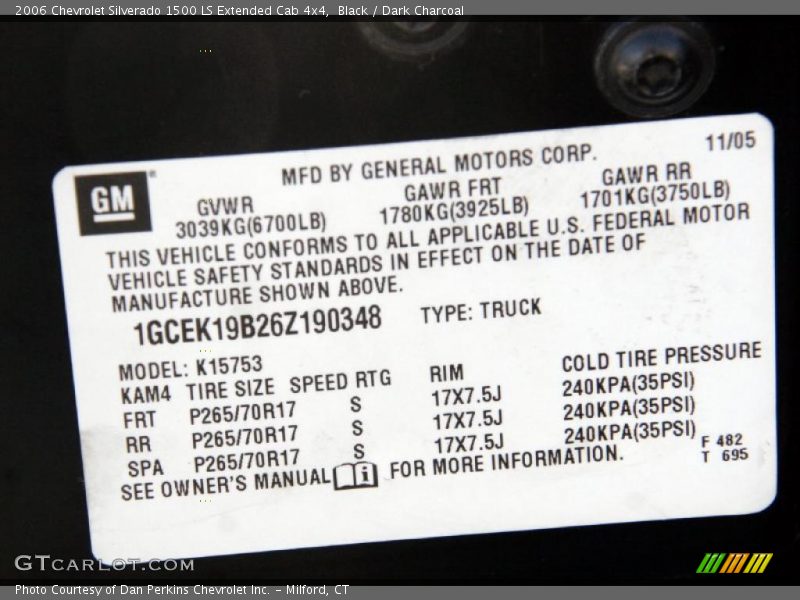 2006 Chevrolet Silverado 1500 LS Extended Cab 4x4, Black / Dark Charcoal
11/05
GM
MFD BY GENERAL MOTORS CORP.
GVWR GAWR FRT GAWR RR
3039KG(6700LB) 1780KG(3925LB) 1701KG(3750LB)
THIS VEHICLE CONFORMS TO ALL APPLICABLE U.S. FEDERAL MOTOR
VEHICLE SAFETY STANDARDS IN EFFECT ON THE DATE OF
MANUFACTURE SHOWN ABOVE.
1GCEK19B26Z190348 TYPE: TRUCK
MODEL: K15753
KAM4 TIRE SIZE SPEED RTG RIM COLD TIRE PRESSURE
FRT P265/70R17 S 17X7.5J 240KPA(35PSI)
RR P265/70R17 S 17X7.5J 240KPA(35PSI)
SPA P265/70R17 S 17X7.5J 240KPA(35PSI)
SEE OWNER'S MANUAL i FOR MORE INFORMATION.
F 482
T 695
GTCARLOT.COM
Photo Courtesy of Dan Perkins Chevrolet Inc. - Milford, CT